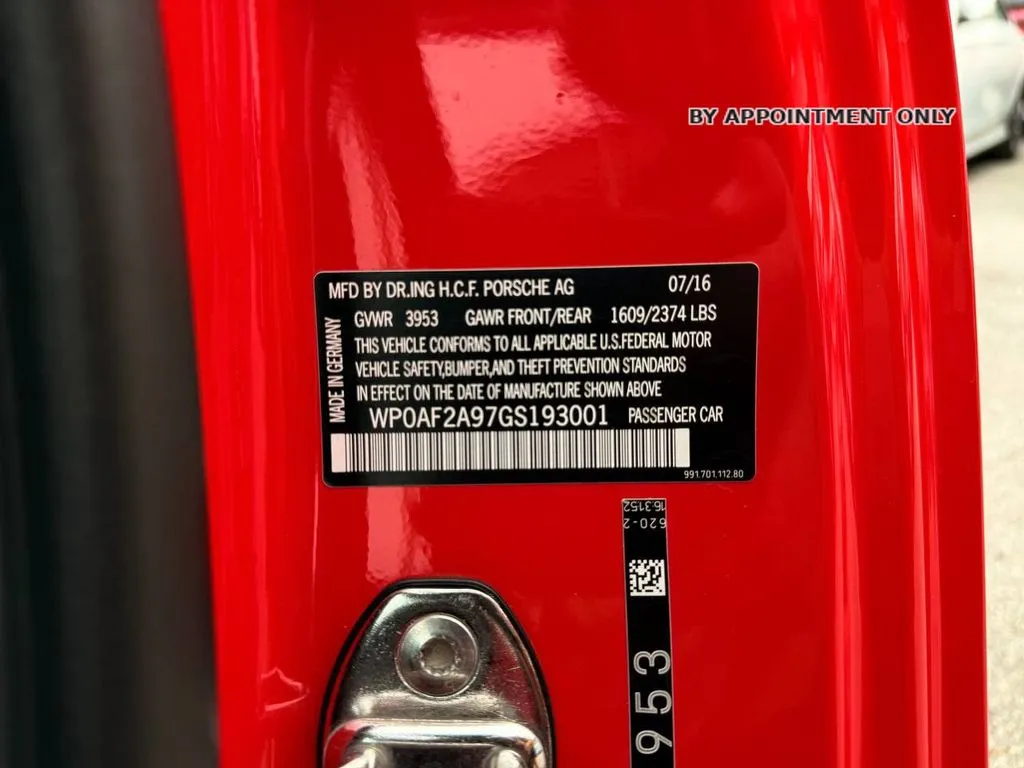 BY APPOINTMENT ONLY
MFD BY DR.ING H.C.F. PORSCHE AG 07/16
GVWR 3953 GAWR FRONT/REAR 1609/2374 LBS
THIS VEHICLE CONFORMS TO ALL APPLICABLE U.S.FEDERAL MOTOR
VEHICLE SAFETY,BUMPER,AND THEFT PREVENTION STANDARDS
IN EFFECT ON THE DATE OF MANUFACTURE SHOWN ABOVE
WP0AF2A97GS193001 PASSENGER CAR
991.701.112.80
MADE IN GERMANY
16.3152
620-2
953